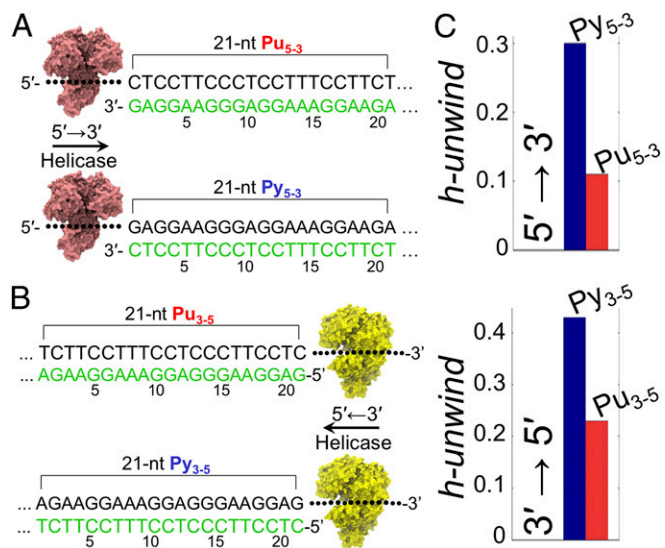 A
21-nt Pu5-3
5′-
CTCCTTCCCTCCTTTCCTTCT...
3′-
GAGGAAGGGAGGAAAGGAAGA ...
5 10 15 20
5′→3′
Helicase
21-nt Py5-3
5′-
GAGGAAGGGAGGAAAGGAAGA ...
3′-
CTCCTTCCCTCCTTTCCTTCT...
5 10 15 20
B
21-nt Pu3-5
... TCTTCCTTTCCTCCCTTCCTC
-3′
... AGAAGGAAAGGAGGGAAGGAG-5′
5 10 15 20
5′←3′
Helicase
21-nt Py3-5
... AGAAGGAAAGGAGGGAAGGAG
-3′
... TCTTCCTTTCCTCCCTTCCTC-5′
5 10 15 20
C
h-unwind
0.3
0.2
0.1
0
5′ → 3′
Py5-3
Pu5-3
h-unwind
0.4
0.2
0
3′ → 5′
Py3-5
Pu3-5